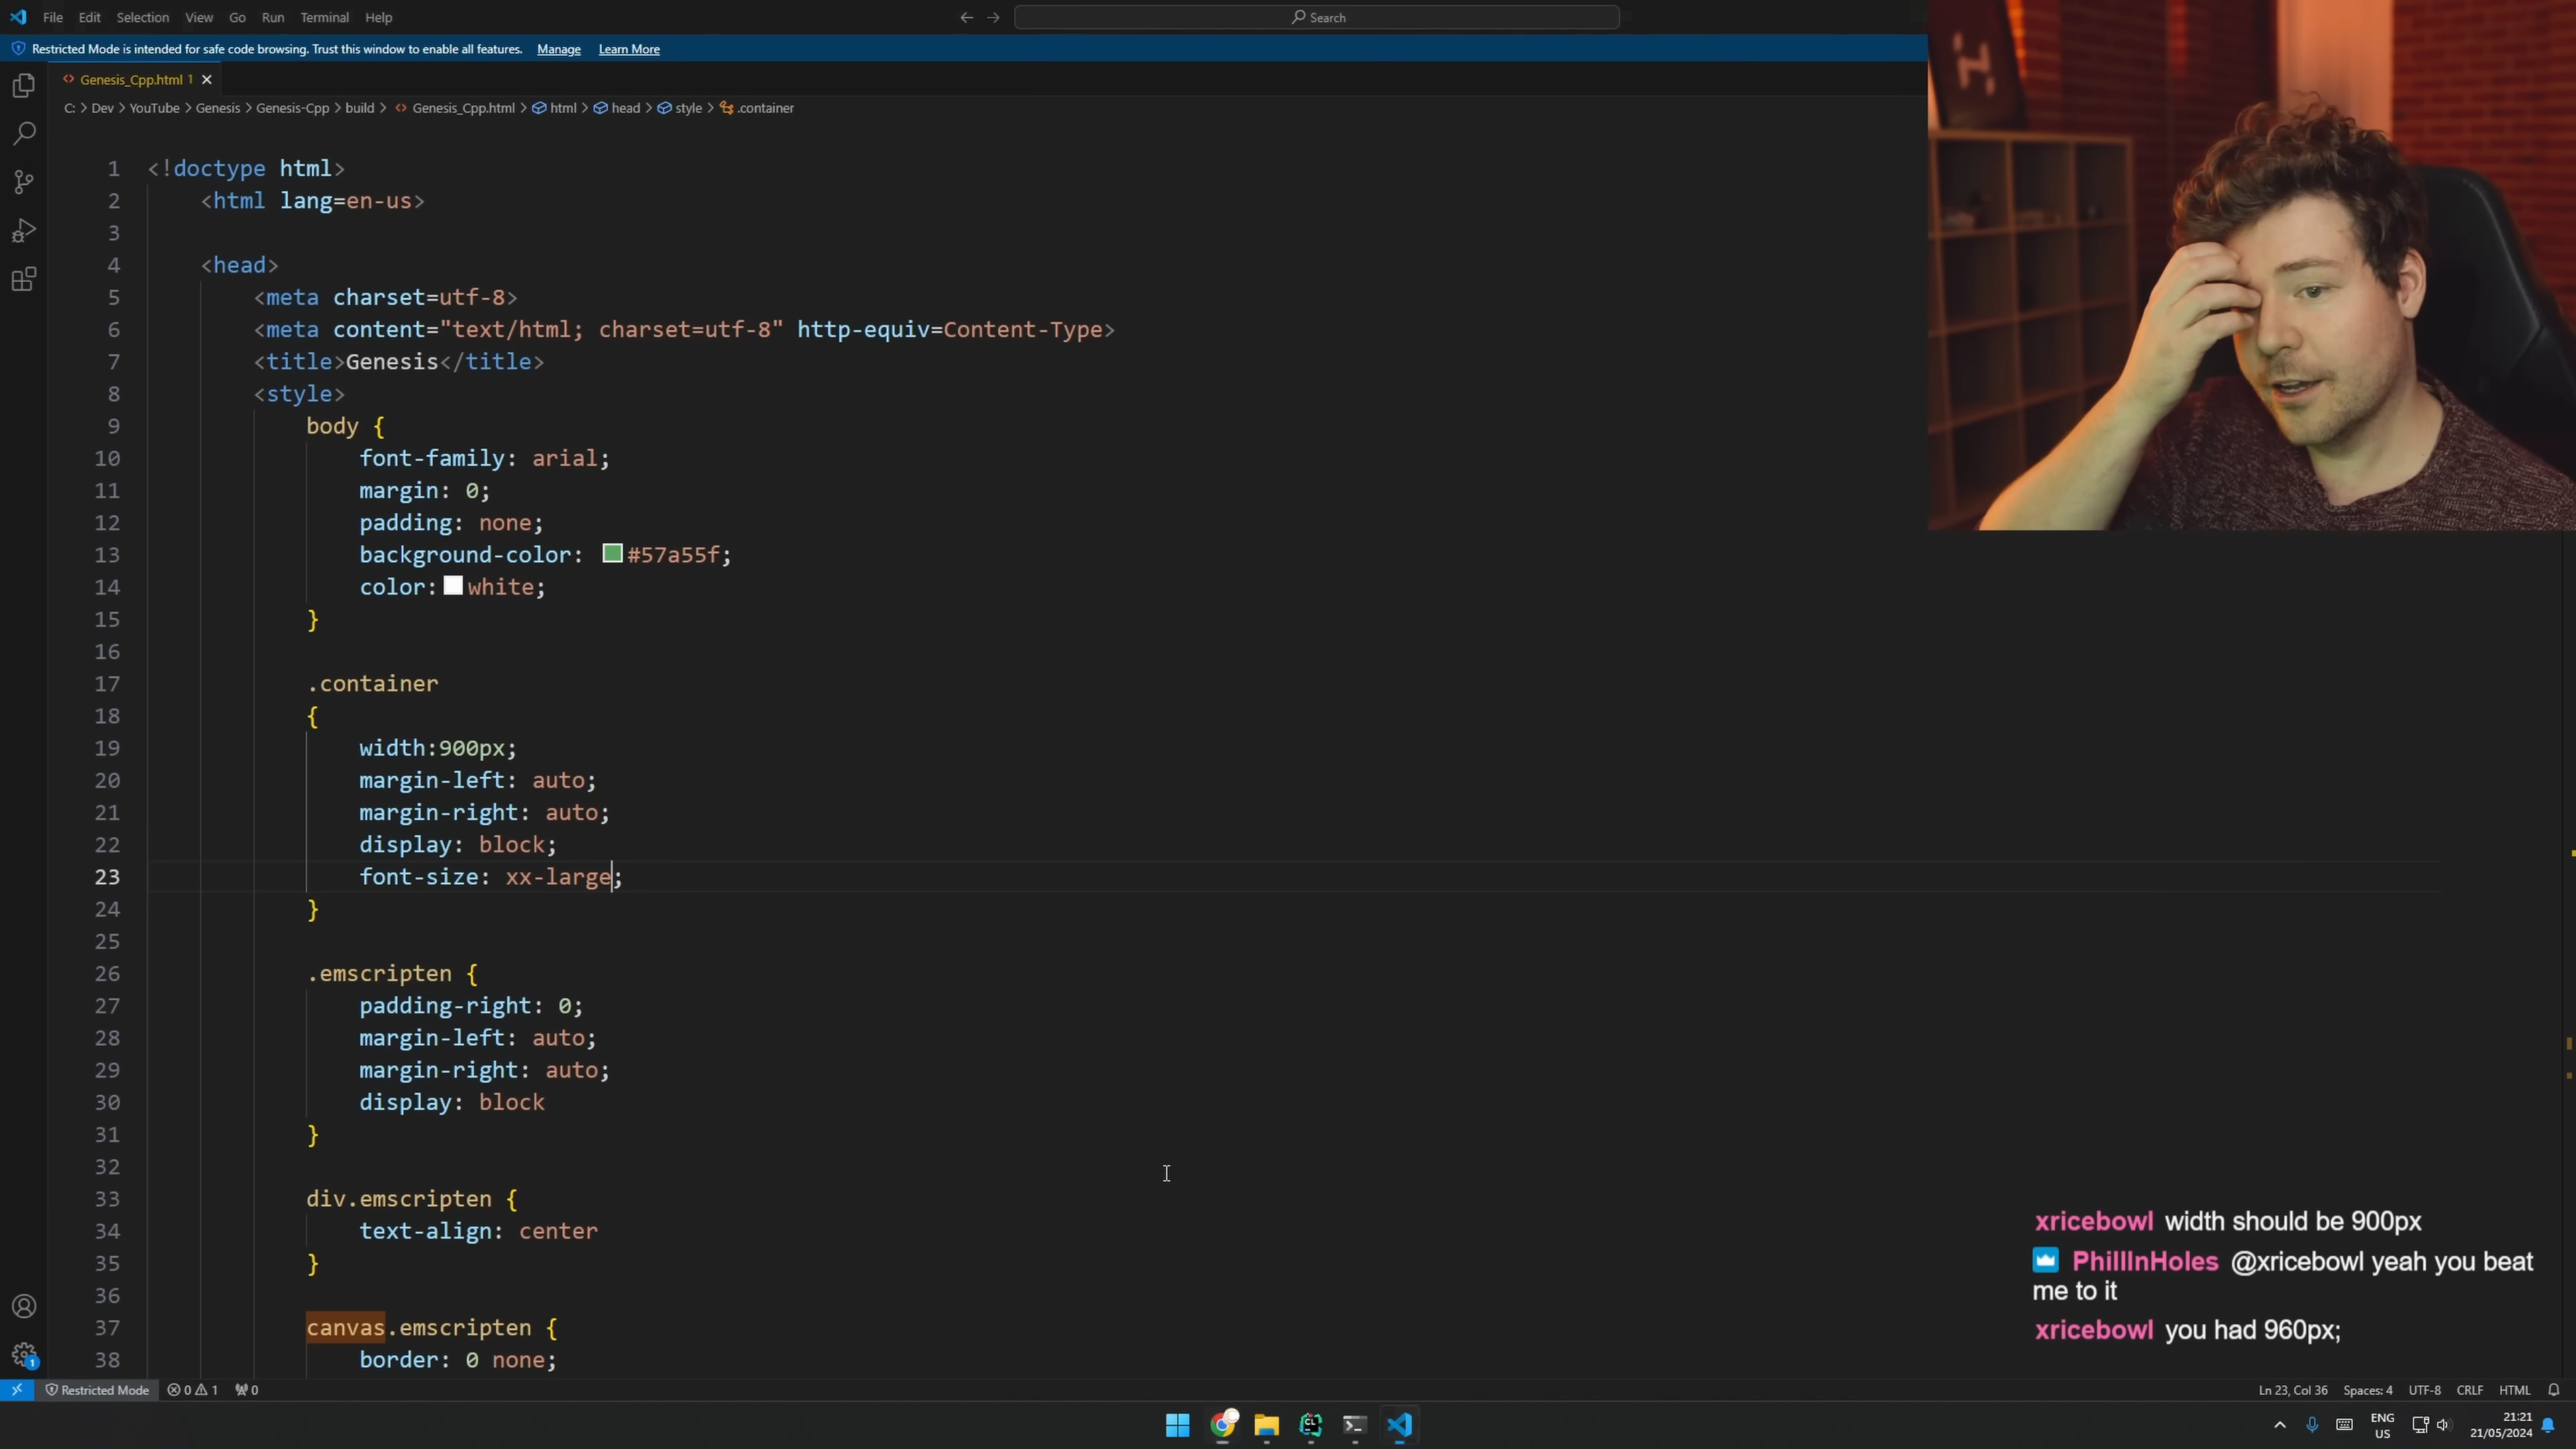 File Edit Selection View Go Run Terminal Help
Search
Restricted Mode is intended for safe code browsing. Trust this window to enable all features. Manage Learn More
Genesis_Cpp.html 1
C: > Dev > YouTube > Genesis > Genesis-Cpp > build > Genesis_Cpp.html > html > head > style > .container
1 <!doctype html>
2 <html lang=en-us>
3
4 <head>
5 <meta charset=utf-8>
6 <meta content="text/html; charset=utf-8" http-equiv=Content-Type>
7 <title>Genesis</title>
8 <style>
9 body {
10 font-family: arial;
11 margin: 0;
12 padding: none;
13 background-color: #57a55f;
14 color: white;
15 }
16
17 .container
18 {
19 width:900px;
20 margin-left: auto;
21 margin-right: auto;
22 display: block;
23 font-size: xx-large;
24 }
25
26 .emscripten {
27 padding-right: 0;
28 margin-left: auto;
29 margin-right: auto;
30 display: block
31 }
32
33 div.emscripten {
34 text-align: center
35 }
36
37 canvas.emscripten {
38 border: 0 none;
xricebowl width should be 900px
PhillInHoles @xricebowl yeah you beat
me to it
xricebowl you had 960px;
1
Restricted Mode 0 1 0
Ln 23, Col 36 Spaces: 4 UTF-8 CRLF HTML
CL
ENG
US
21:21
21/05/2024